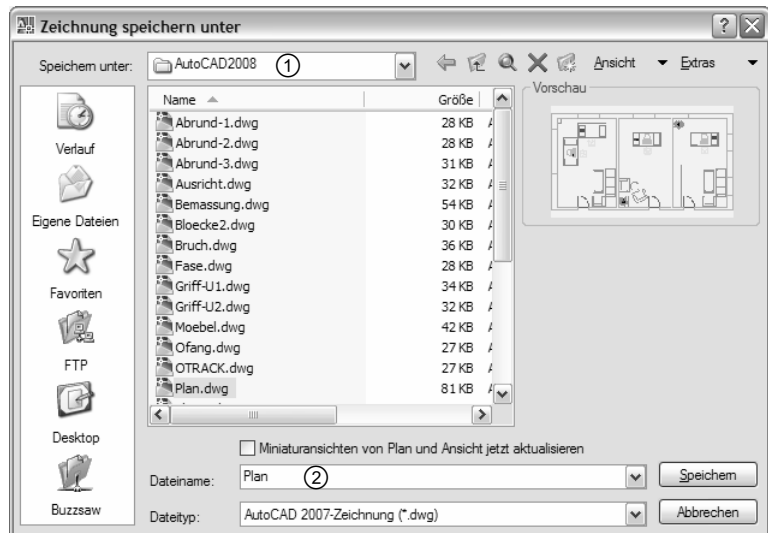 Zeichnung speichern unter
Speichern unter: AutoCAD2008 1 Ansicht Extras
Name Größe Vorschau
Abrund-1.dwg 28 KB
Abrund-2.dwg 28 KB
Abrund-3.dwg 31 KB
Ausricht.dwg 32 KB
Bemassung.dwg 54 KB
Bloecke2.dwg 30 KB
Bruch.dwg 36 KB
Fase.dwg 28 KB
Griff-U1.dwg 34 KB
Griff-U2.dwg 32 KB
Moebel.dwg 42 KB
Ofang.dwg 27 KB
OTRACK.dwg 27 KB
Plan.dwg 81 KB
Verlauf
Eigene Dateien
Favoriten
FTP
Desktop
Buzzsaw
Miniaturansichten von Plan und Ansicht jetzt aktualisieren
Dateiname: Plan 2 Speichern
Dateityp: AutoCAD 2007-Zeichnung (*.dwg) Abbrechen